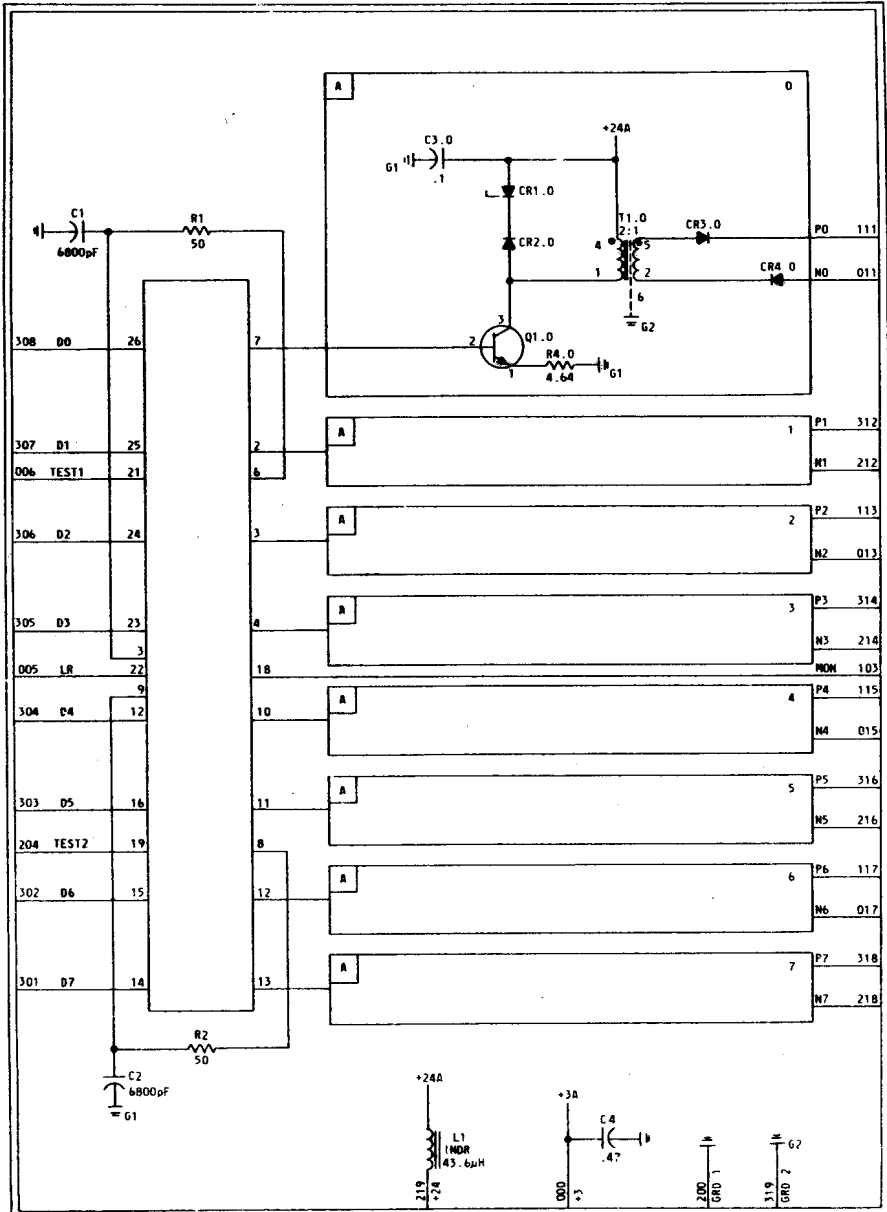 A 0
+24A
C3.0
G1
.1
CR1.0
C1
6800pF
R1
50
T1.0
2:1
CR2.0
4 5
CR3.0
P0 111
1 2
CR4.0
N0 011
6
G2
3
308 D0 26
7
2
Q1.0
R4.0
4.64
G1
1
A 1
P1 312
307 D1 25
2
006 TEST1 21
6
N1 212
A 2
P2 113
306 D2 24
3
N2 013
A 3
P3 314
305 D3 23
4
N3 214
3
005 LR 22
18
MON 103
9
A 4
P4 115
304 D4 12
10
N4 015
A 5
P5 316
303 D5 16
11
N5 216
204 TEST2 19
8
A 6
P6 117
302 D6 15
12
N6 017
A 7
P7 318
301 D7 14
13
N7 218
R2
50
C2
6800pF
G1
+24A
L1
INDR
43.6µH
219
+24
+3A
C4
.47
000
+3
200
GRD 1
G2
319
GRD 2